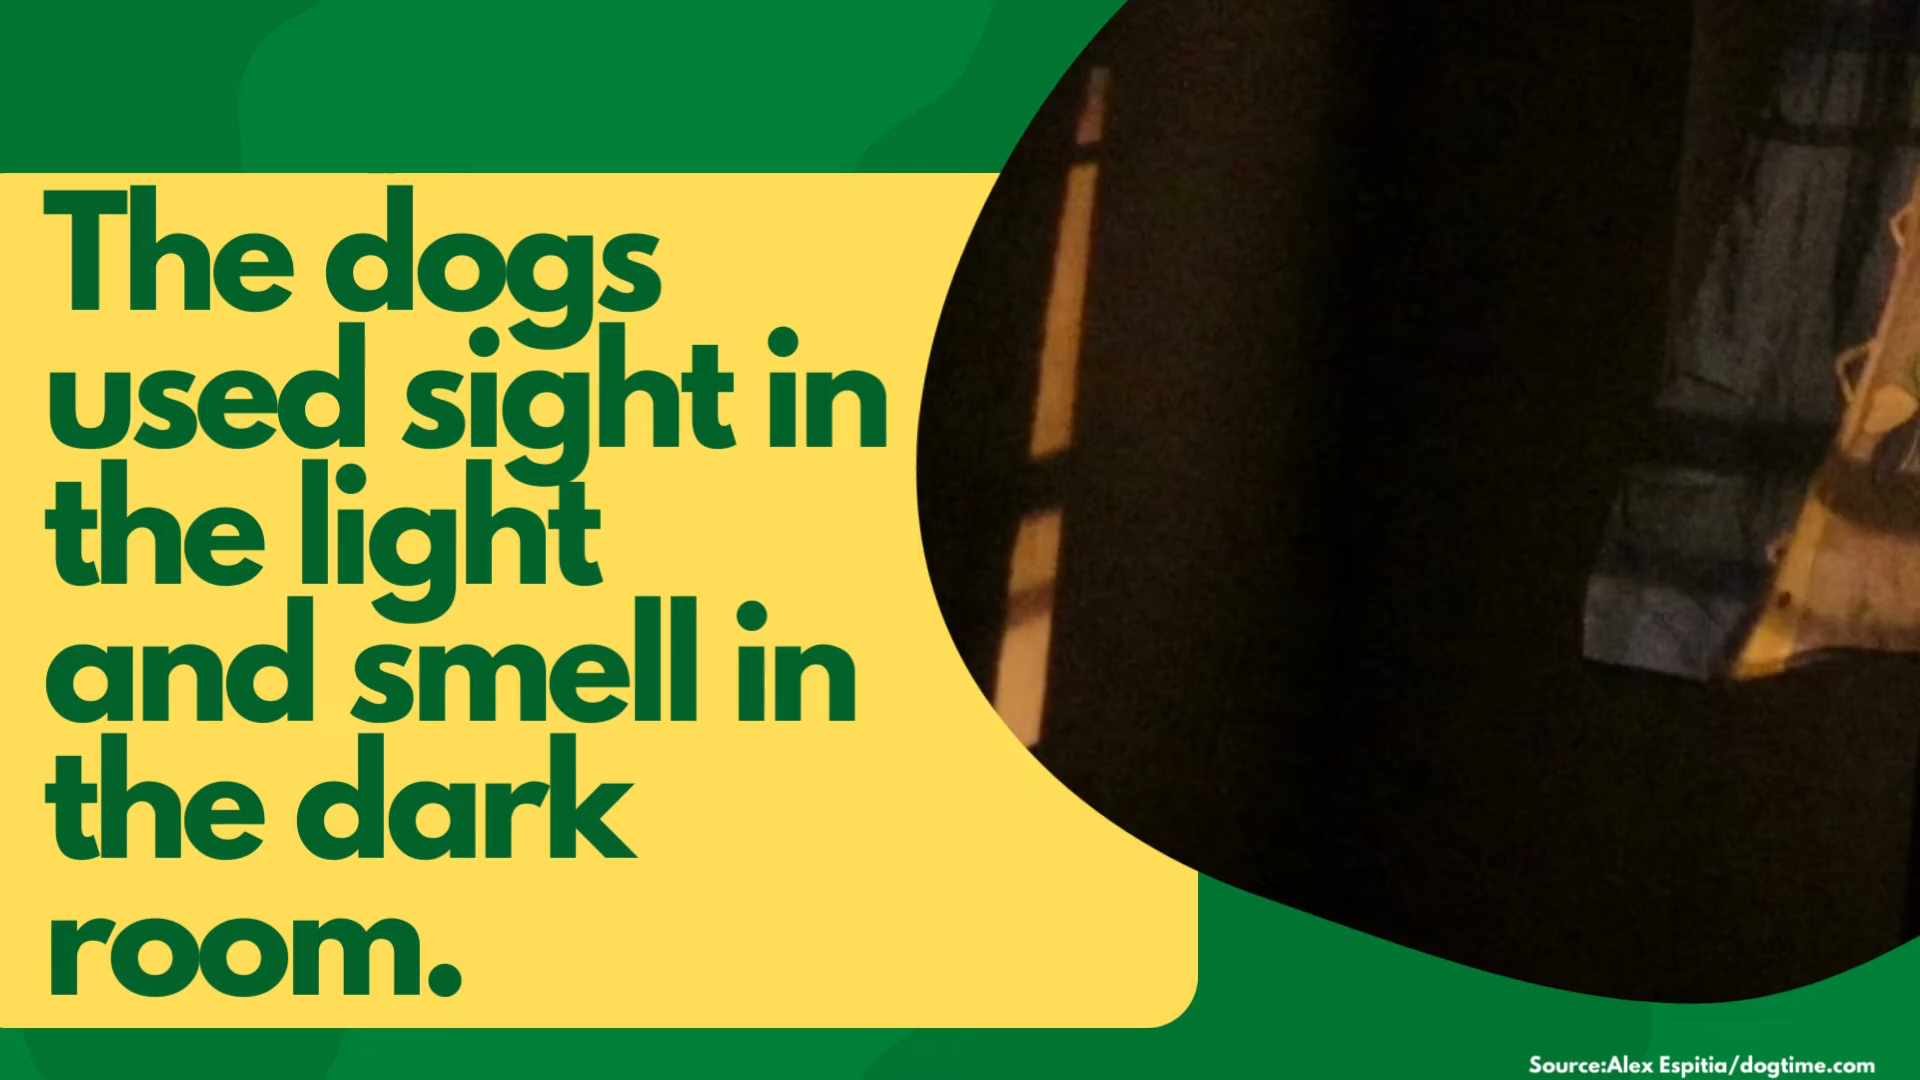 The dogs
used sight in
the light
and smell in
the dark
room.
Source:Alex Espitia/dogtime.com